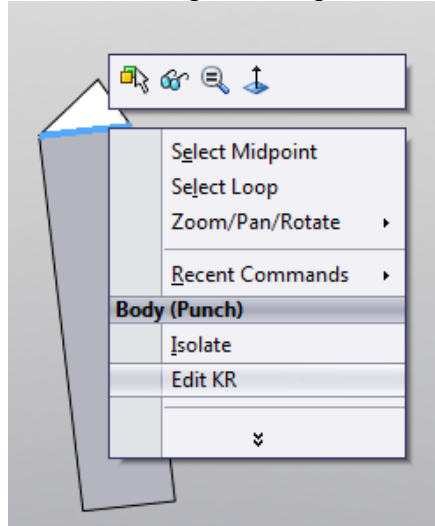 Select Midpoint
Select Loop
Zoom/Pan/Rotate
Recent Commands
Body (Punch)
Isolate
Edit KR